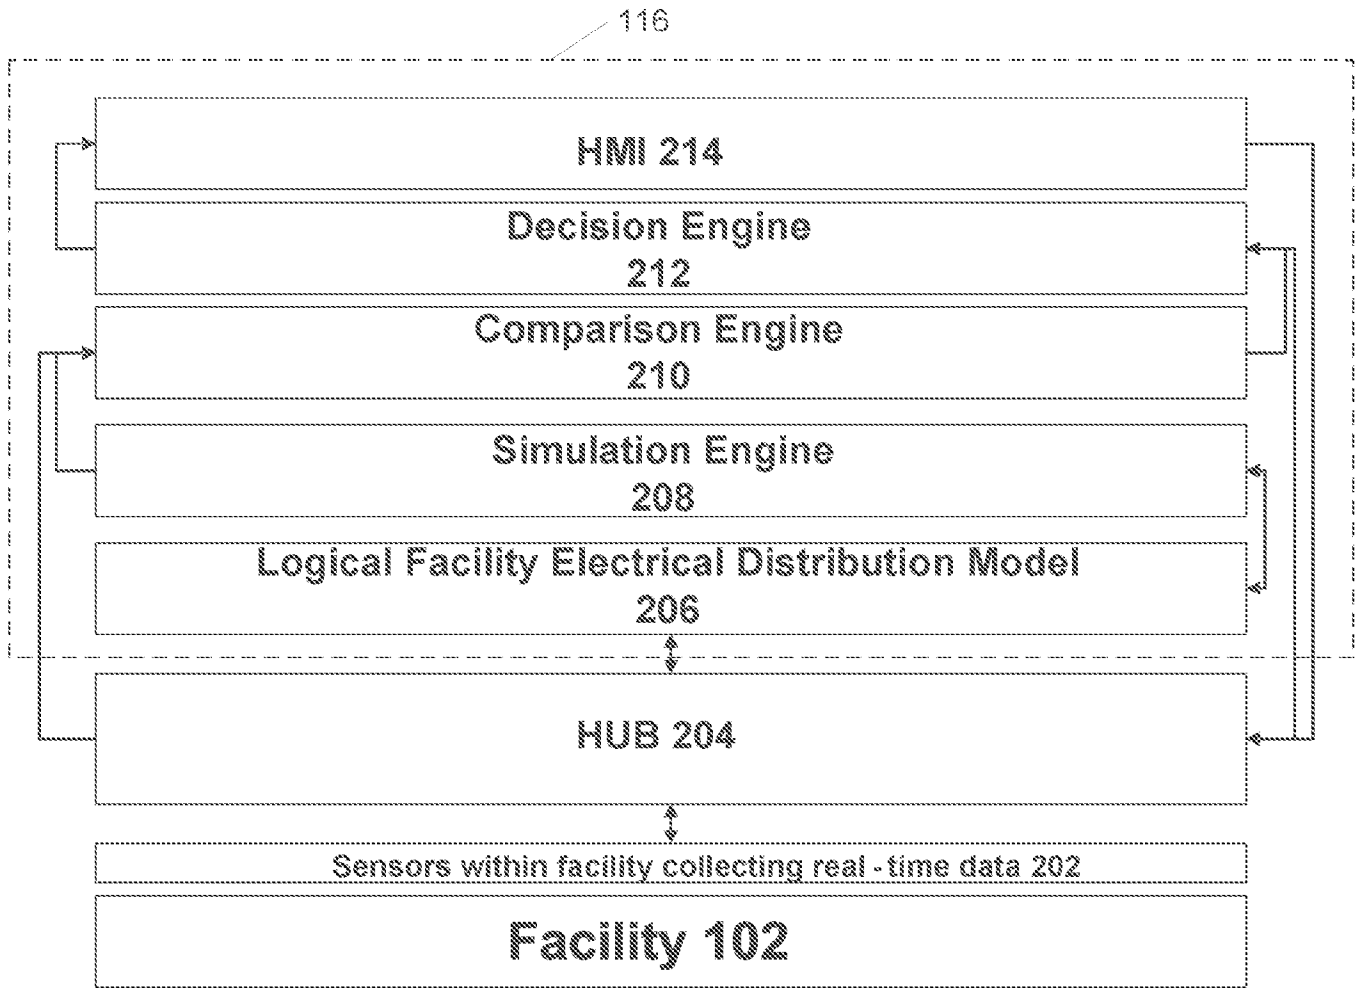 116
HMI 214
Decision Engine
212
Comparison Engine
210
Simulation Engine
208
Logical Facility Electrical Distribution Model
206
HUB 204
Sensors within facility collecting real - time data 202
Facility 102